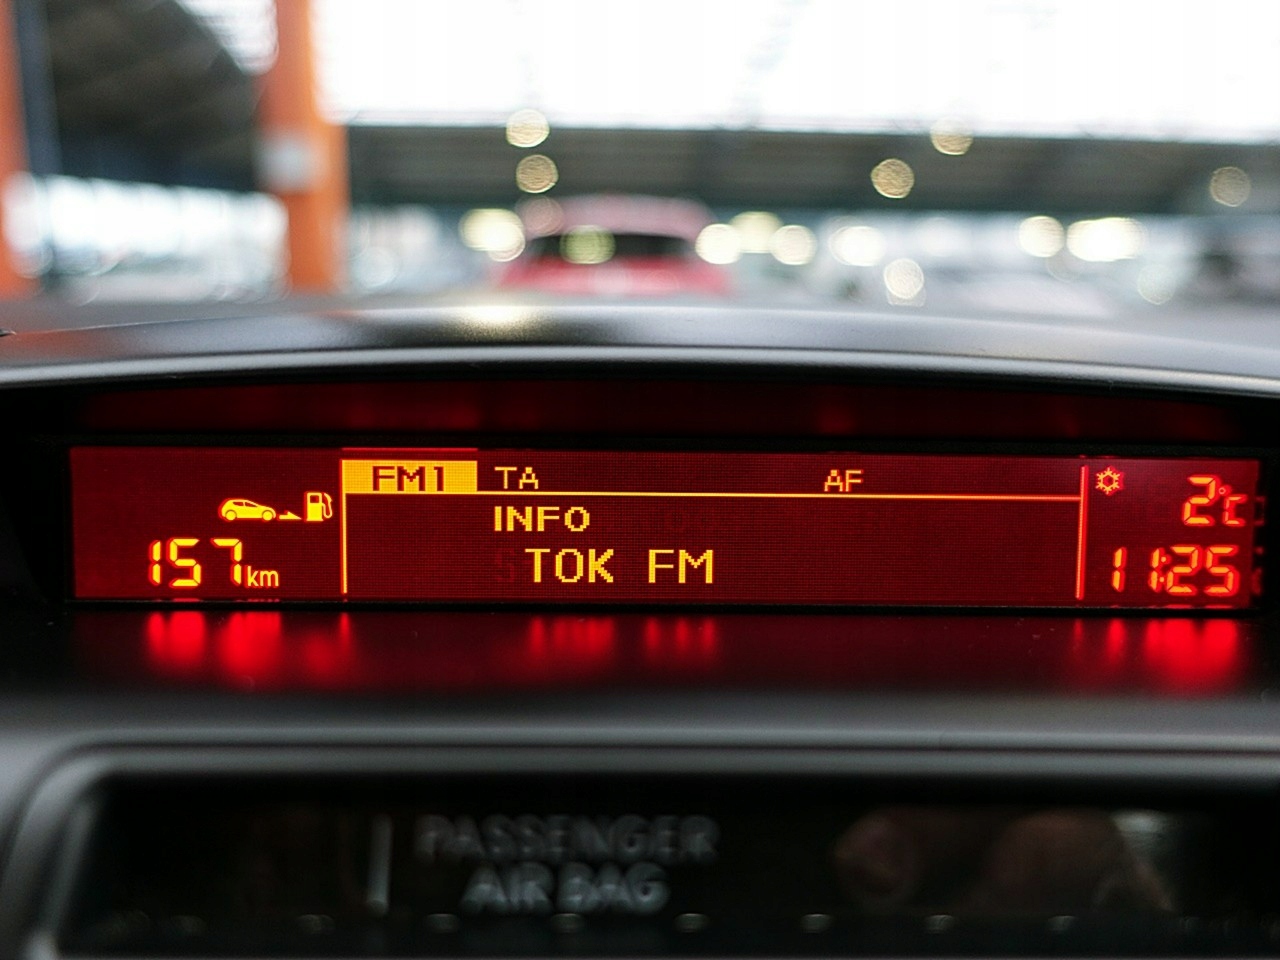 FM1 TA AF
2°C
INFO
157km
TOK FM
11:25
PASSENGER
AIR BAG